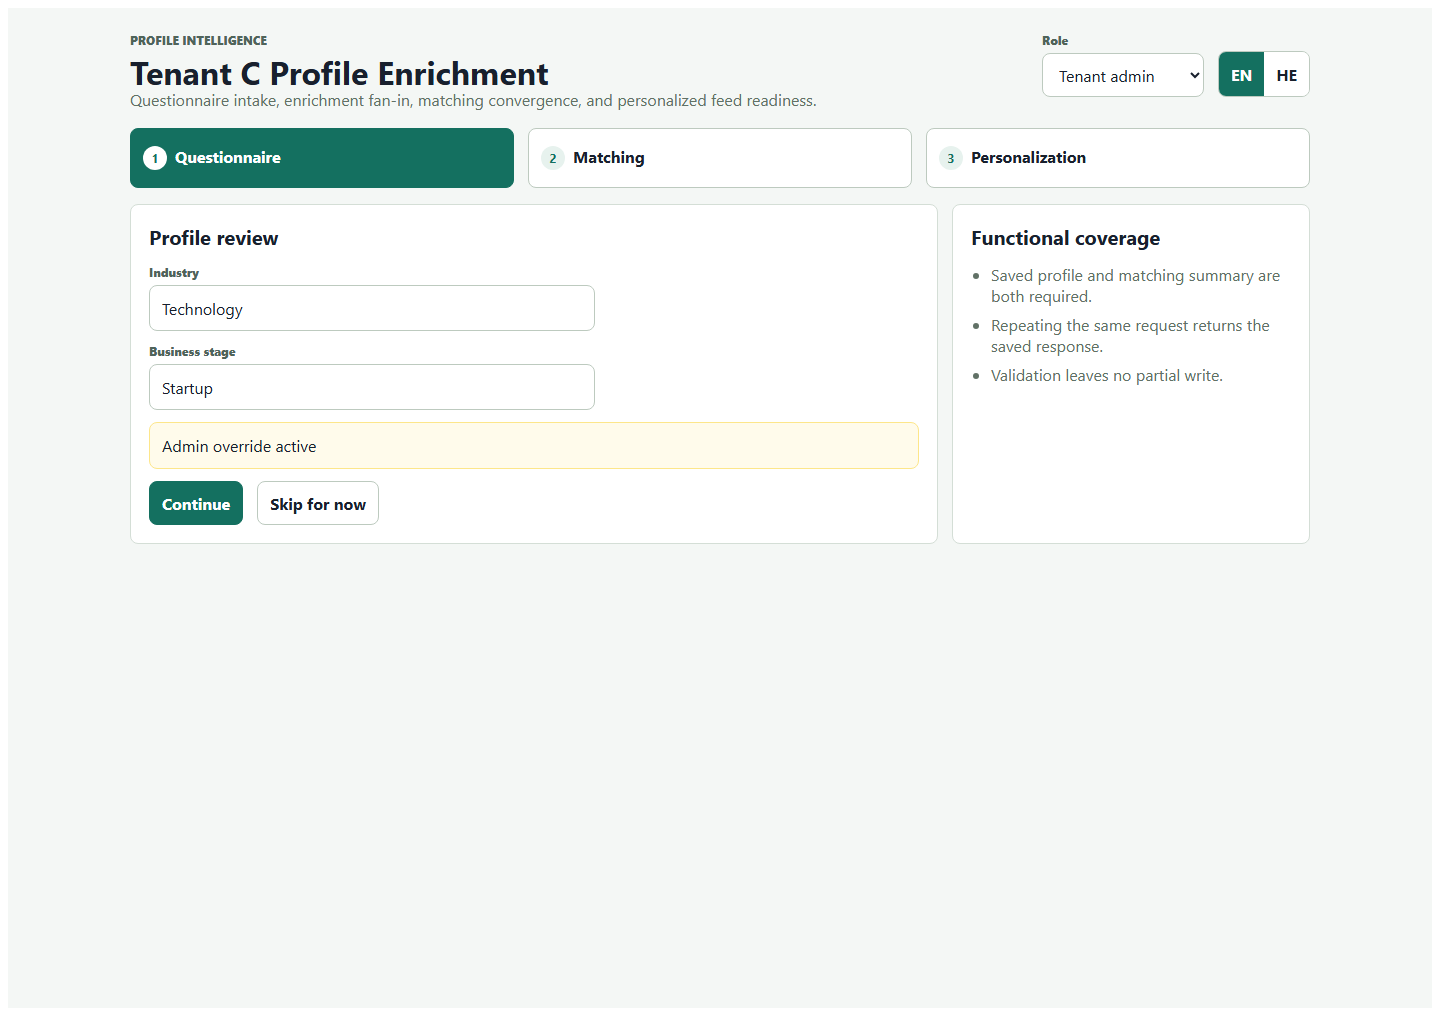 PROFILE INTELLIGENCE
Tenant C Profile Enrichment
Questionnaire intake, enrichment fan-in, matching convergence, and personalized feed readiness.
Role
Tenant admin
EN
HE
1 Questionnaire
2 Matching
3 Personalization
Profile review
Industry
Technology
Business stage
Startup
Admin override active
Continue
Skip for now
Functional coverage
Saved profile and matching summary are
both required.
Repeating the same request returns the
saved response.
Validation leaves no partial write.